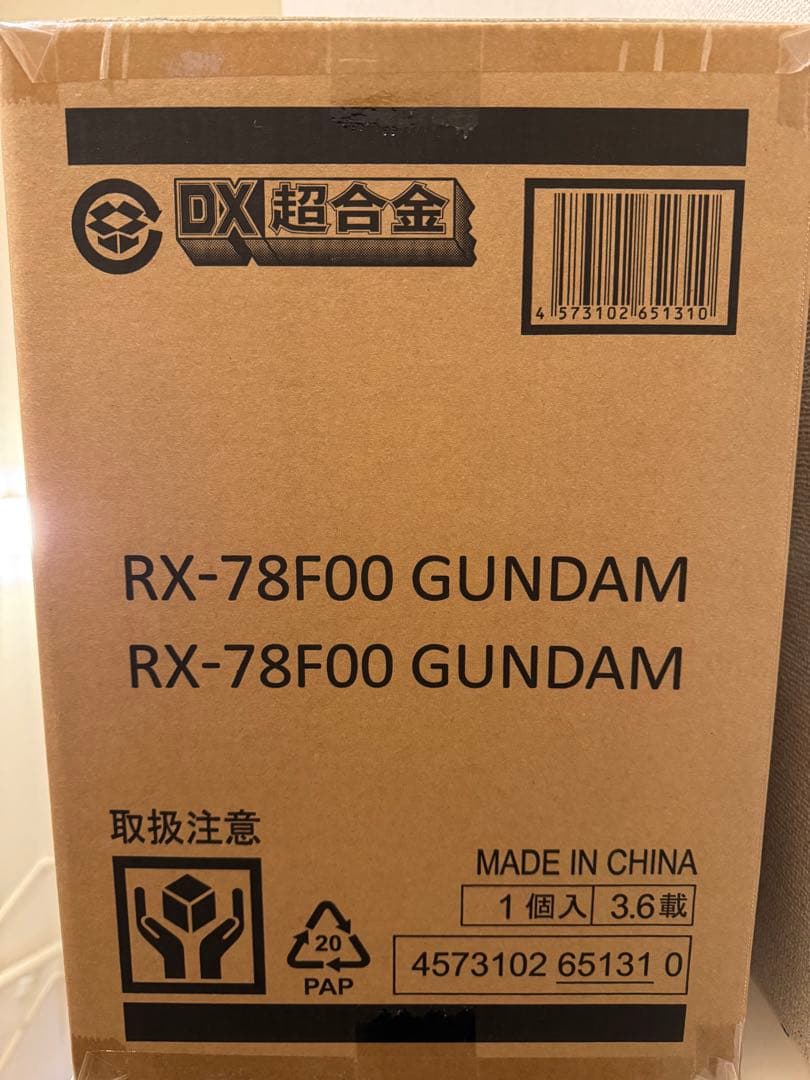 DX超合金
4 573102 651310
RX-78F00 GUNDAM
RX-78F00 GUNDAM
取扱注意
MADE IN CHINA
1個入 3.6載
20
PAP
4573102 65131 0